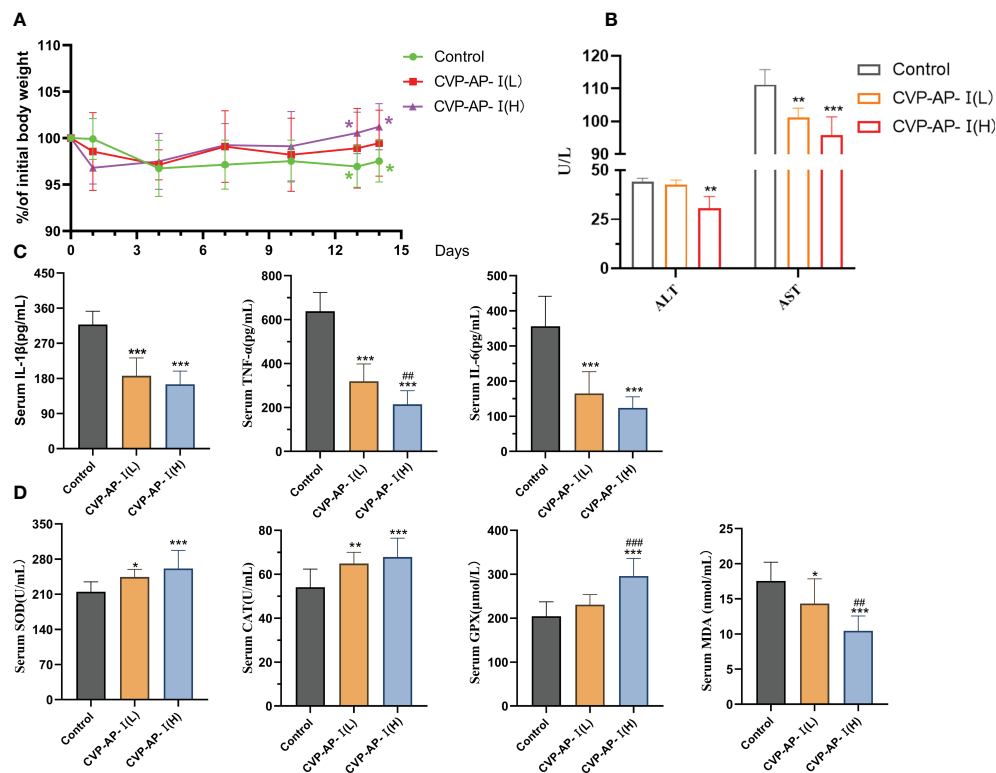 A
%/of initial body weight
110
105
100
95
90
0
3
6
9
12
15
Days
* *
* *
Control
CVP-AP- I(L)
CVP-AP- I(H)
B
U/L
120
110
100
90
50
25
0
**
**
***
ALT
AST
Control
CVP-AP- I(L)
CVP-AP- I(H)
C
Serum IL-1β(pg/mL)
450
360
270
180
90
0
***
***
Control
CVP-AP- I(L)
CVP-AP- I(H)
Serum TNF-α(pg/mL)
800
600
400
200
0
***
##
***
Control
CVP-AP- I(L)
CVP-AP- I(H)
Serum IL-6(pg/mL)
500
400
300
200
100
0
***
***
Control
CVP-AP- I(L)
CVP-AP- I(H)
D
Serum SOD(U/mL)
350
280
210
140
70
0
*
***
Control
CVP-AP- I(L)
CVP-AP- I(H)
Serum CAT(U/mL)
80
60
40
20
0
**
***
Control
CVP-AP- I(L)
CVP-AP- I(H)
Serum GPX(μmol/L)
400
300
200
100
0
###
***
Control
CVP-AP- I(L)
CVP-AP- I(H)
Serum MDA (nmol/mL)
25
20
15
10
5
0
*
##
***
Control
CVP-AP- I(L)
CVP-AP- I(H)